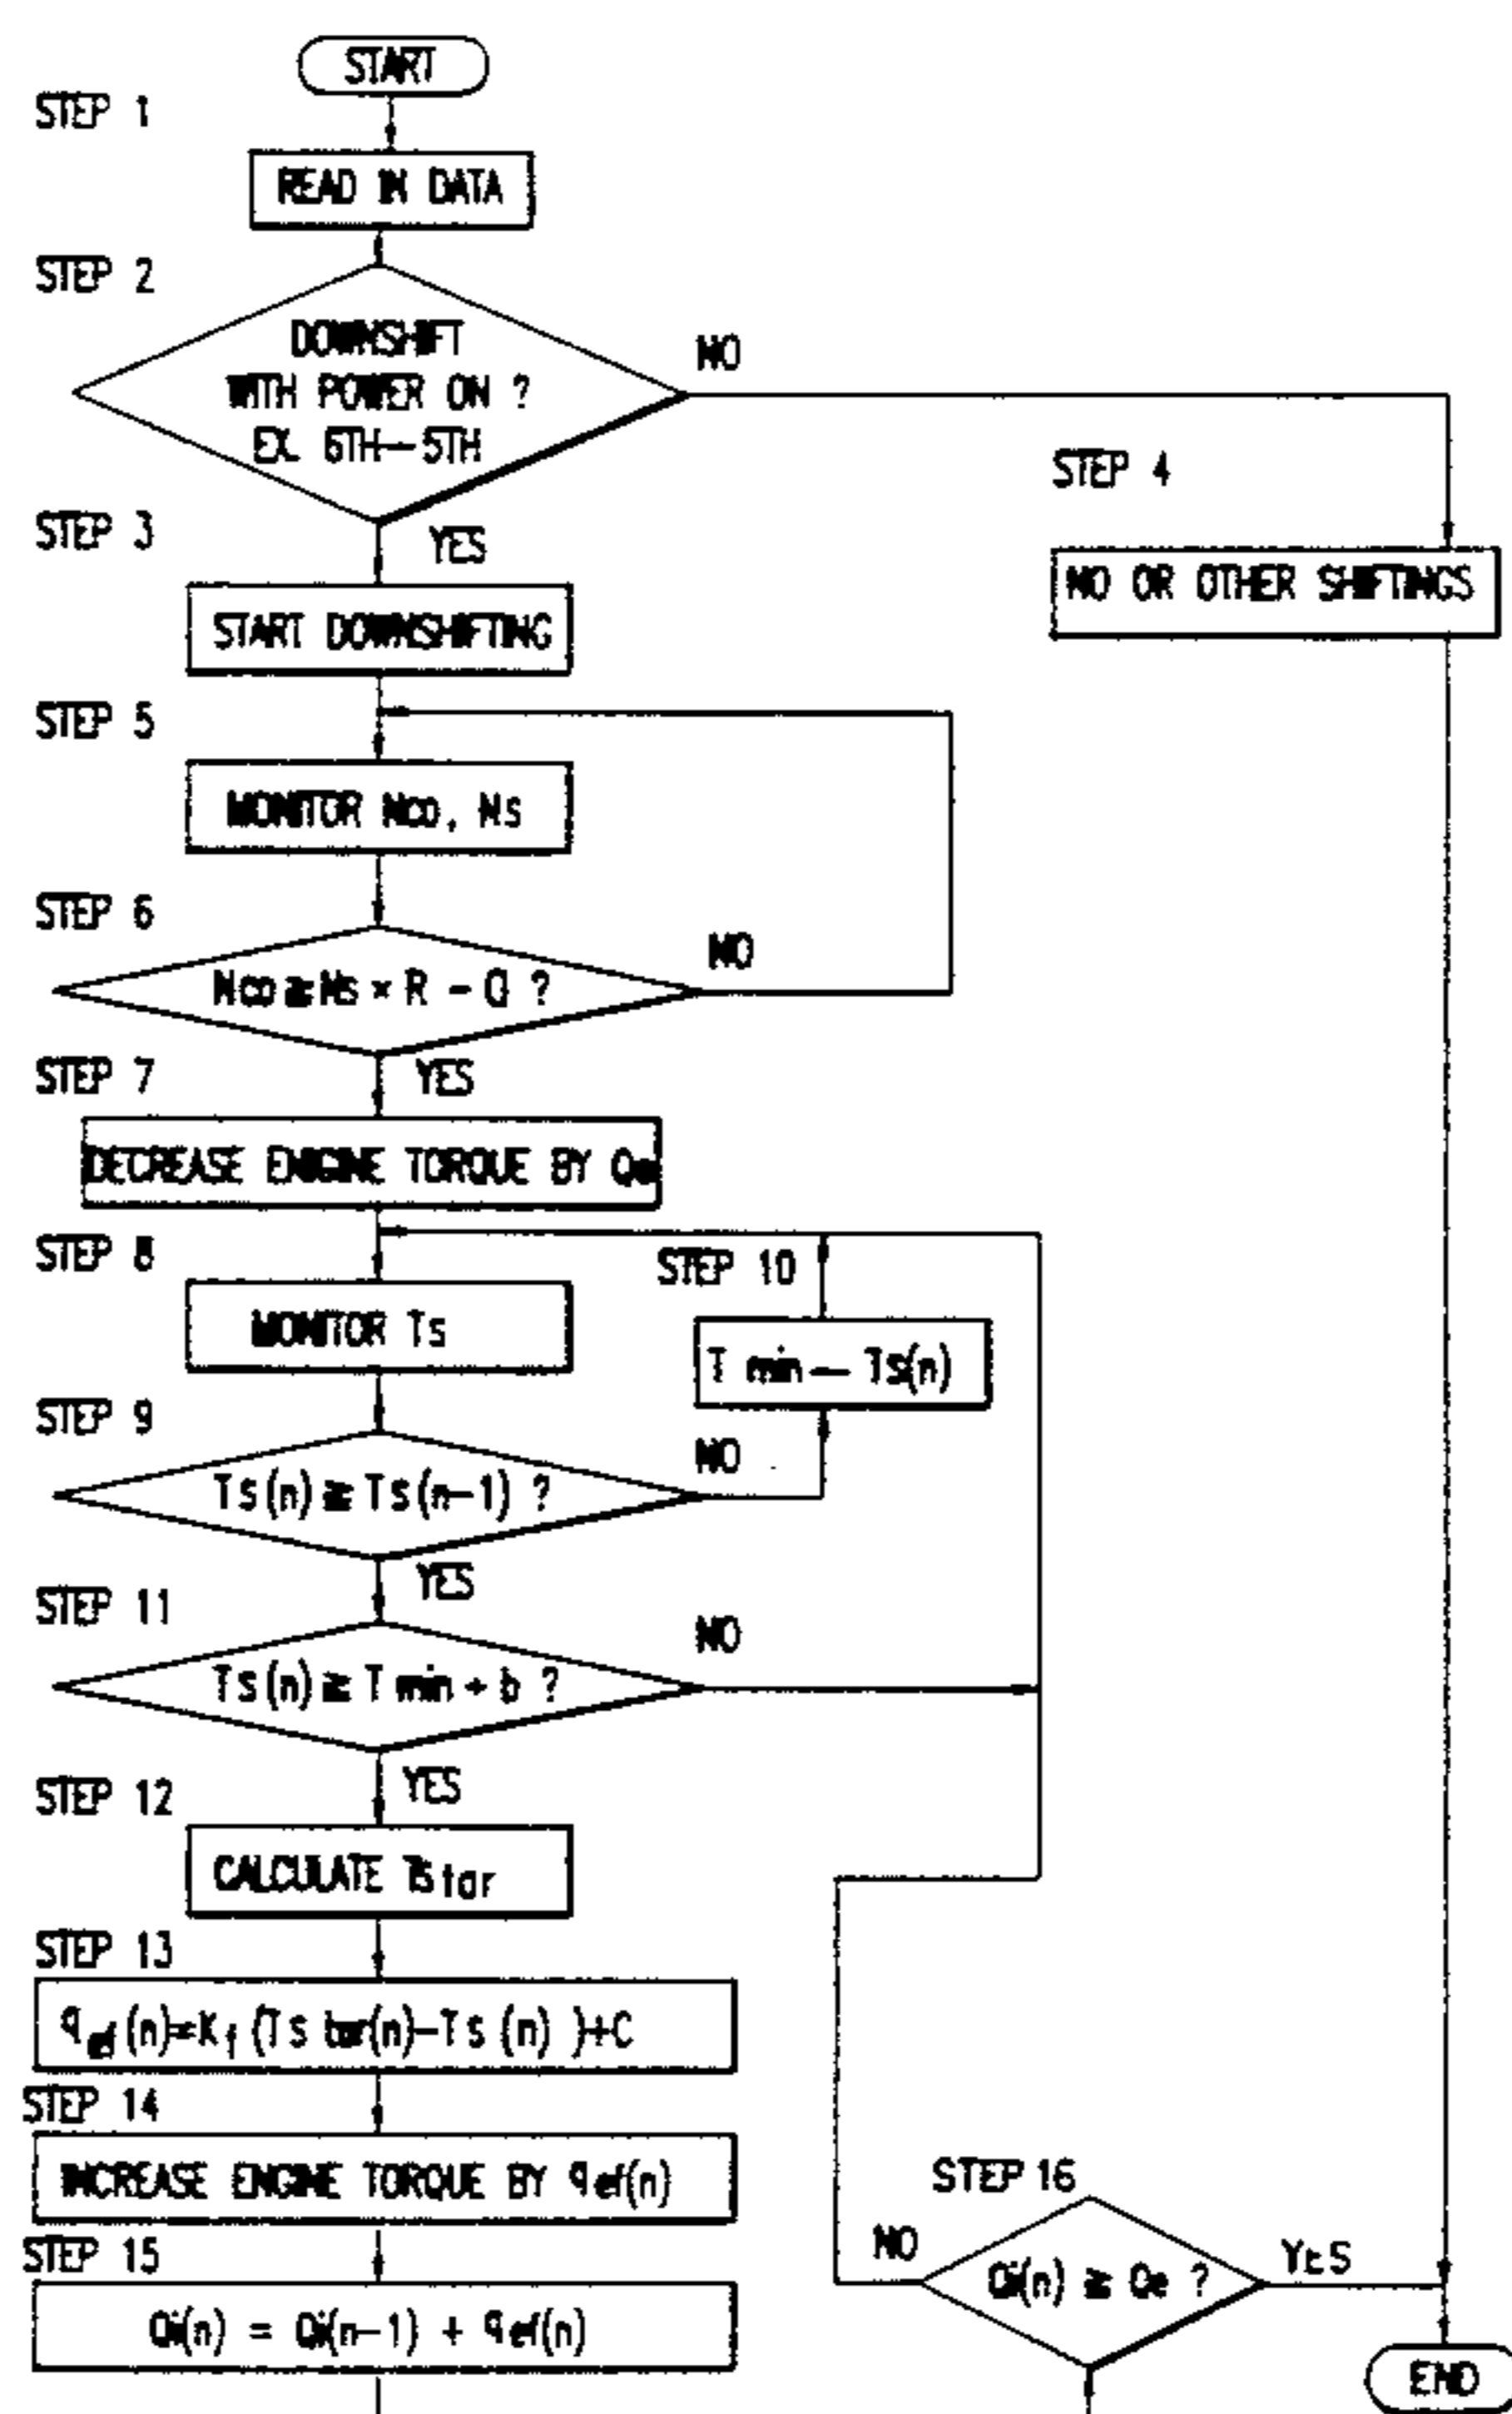 START
STEP 1
READ IN DATA
STEP 2
DOWNSHIFT
WITH POWER ON ?
EX. 6TH—5TH
NO
STEP 4
NO OR OTHER SHIFTINGS
STEP 3
YES
START DOWNSHIFTING
STEP 5
MONITOR Nco, Ns
STEP 6
Nco ≧ Ns × R - Q ?
NO
STEP 7
YES
DECREASE ENGINE TORQUE BY Qe
STEP 8
MONITOR Ts
STEP 10
T min — Ts(n)
STEP 9
Ts(n) ≧ Ts(n-1) ?
NO
YES
STEP 11
Ts(n) ≧ T min + b ?
NO
STEP 12
YES
CALCULATE Ts tar
STEP 13
qef(n)=Kf(Ts tar(n)-Ts(n))+C
STEP 14
INCREASE ENGINE TORQUE BY qef(n)
STEP 15
Qi(n) = Qi(n-1) + qef(n)
STEP 16
NO
Qi(n) ≧ Qe ?
YES
END